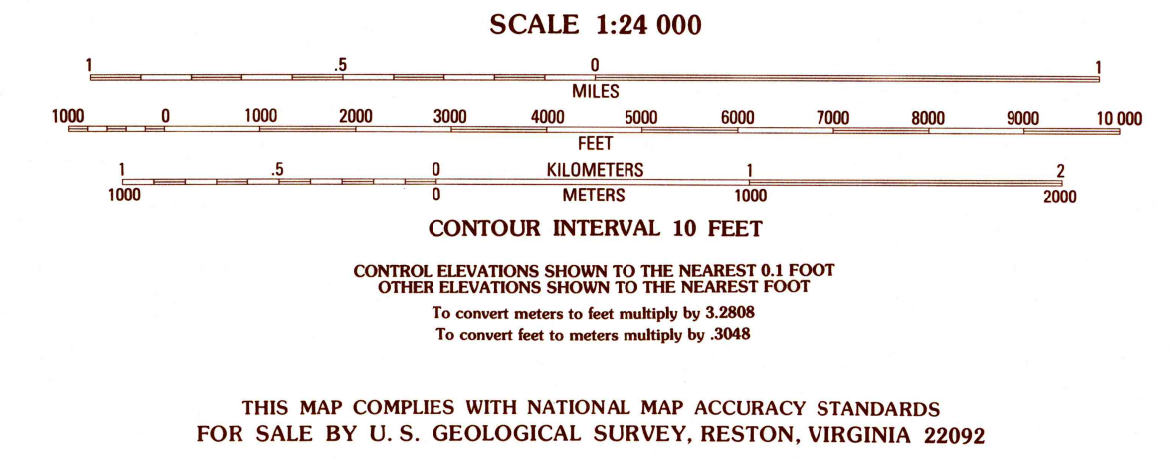 SCALE 1:24 000
1 .5 0 1
MILES
1000 0 1000 2000 3000 4000 5000 6000 7000 8000 9000 10 000
FEET
1 .5 0 KILOMETERS 1 2
1000 0 METERS 1000 2000
CONTOUR INTERVAL 10 FEET
CONTROL ELEVATIONS SHOWN TO THE NEAREST 0.1 FOOT
OTHER ELEVATIONS SHOWN TO THE NEAREST FOOT
To convert meters to feet multiply by 3.2808
To convert feet to meters multiply by .3048
THIS MAP COMPLIES WITH NATIONAL MAP ACCURACY STANDARDS
FOR SALE BY U. S. GEOLOGICAL SURVEY, RESTON, VIRGINIA 22092